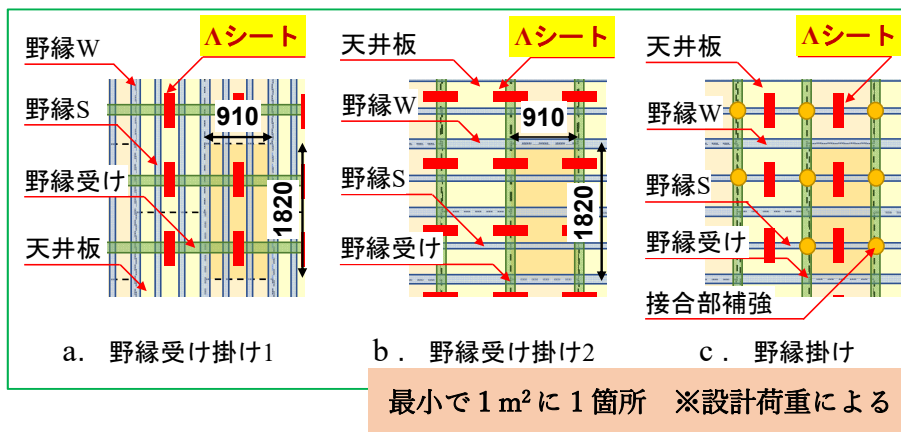 野縁W
Λシート
野縁S
910
野縁受け
1820
天井板
a. 野縁受け掛け1
天井板
Λシート
野縁W
910
野縁S
1820
野縁受け
b. 野縁受け掛け2
天井板
Λシート
野縁W
野縁S
野縁受け
接合部補強
c. 野縁掛け
最小で1m²に1箇所 ※設計荷重による